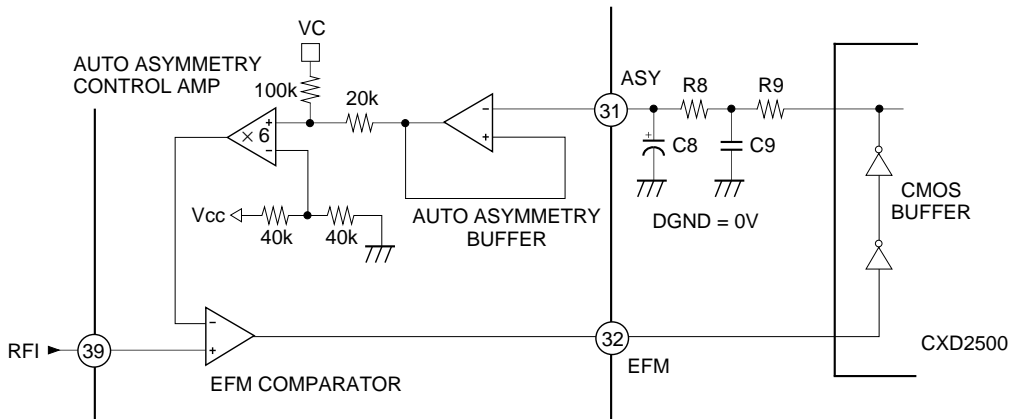 VC
AUTO ASYMMETRY
CONTROL AMP
100k
20k
ASY
R8
R9
31
× 6
+
−
−
+
+
C8
C9
Vcc
40k
40k
AUTO ASYMMETRY
BUFFER
DGND = 0V
CMOS
BUFFER
−
+
RFI
39
32
CXD2500
EFM
EFM COMPARATOR